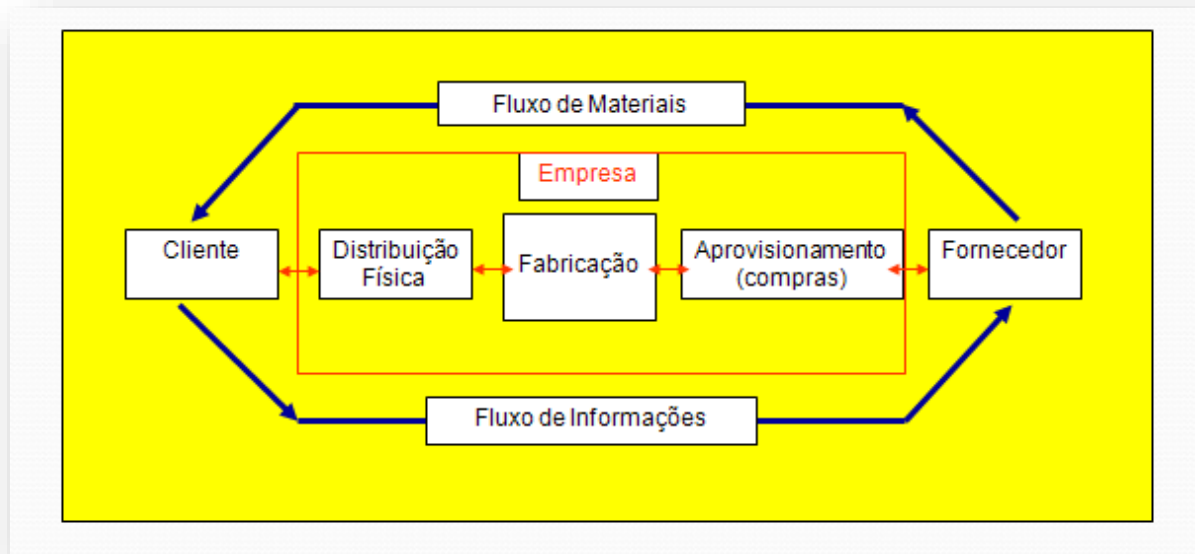 Fluxo de Materiais
Empresa
Cliente
Distribuição
Física
Fabricação
Aprovisionamento
(compras)
Fornecedor
Fluxo de Informações